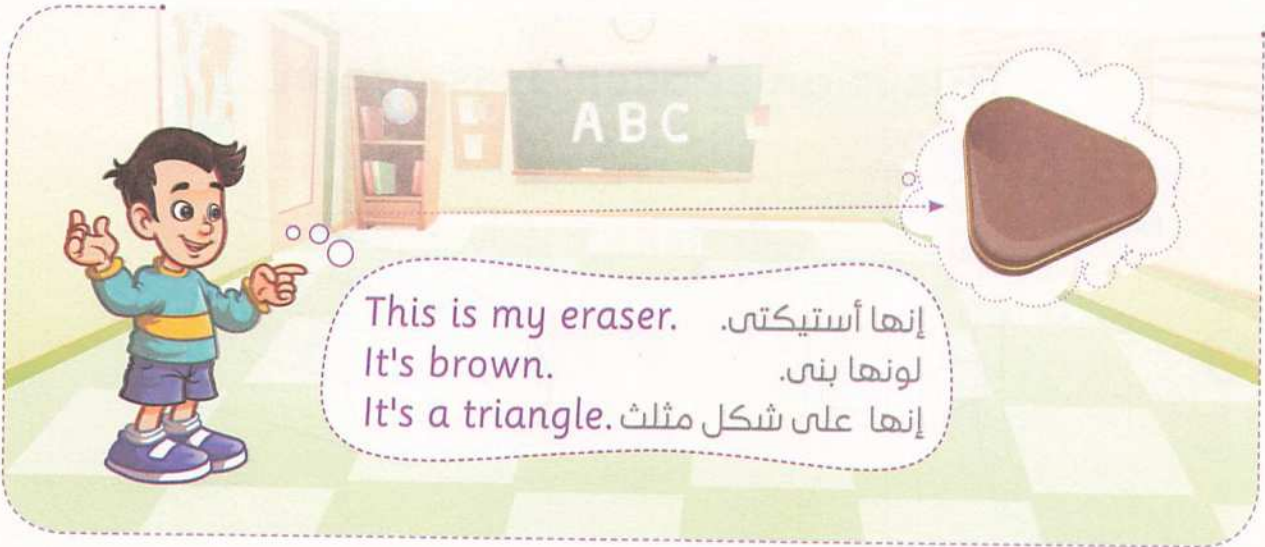 ABC
This is my eraser. إنها أستيكتى.
It's brown. لونها بنى.
It's a triangle. إنها على شكل مثلث